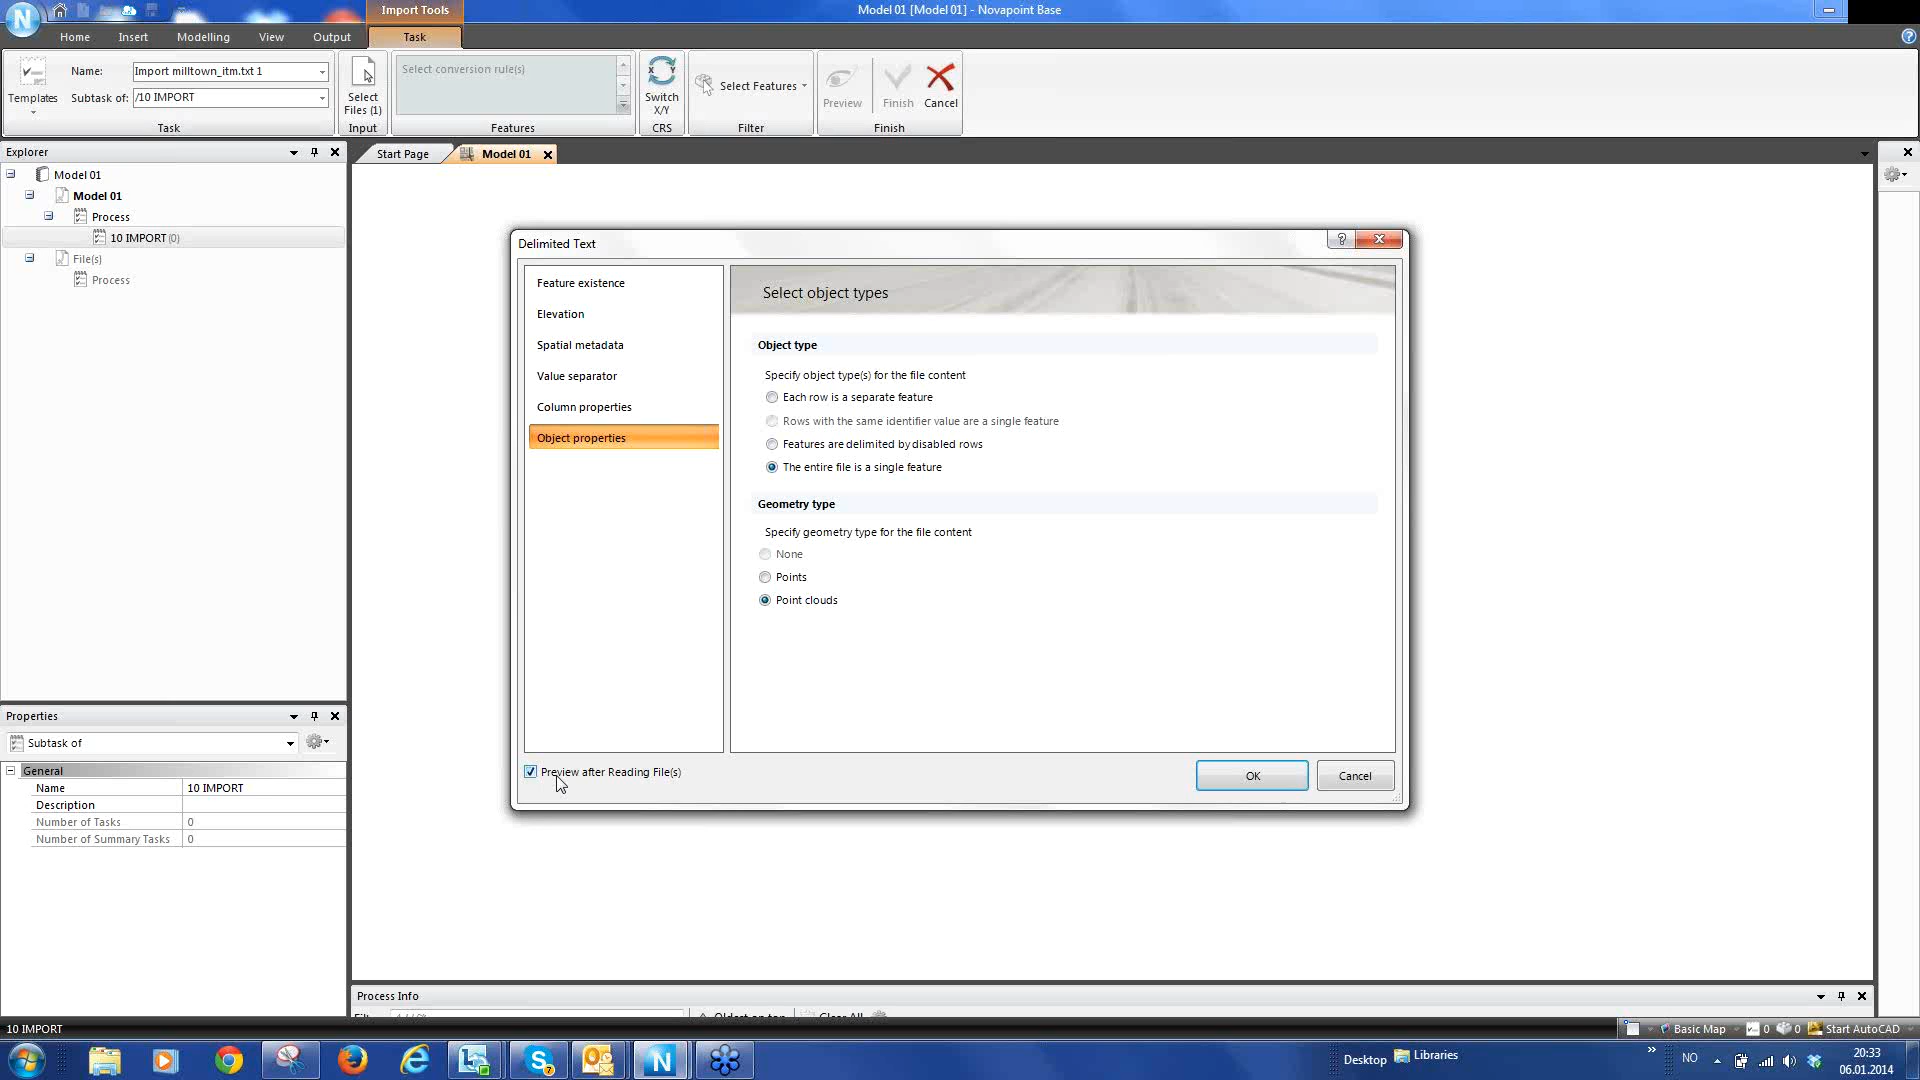 Import Tools
Model 01 [Model 01] - Novapoint Base
Home
Insert
Modelling
View
Output
Task
Templates
Name:
Import milltown_itm.txt 1
Subtask of:
/10 IMPORT
Task
Select
Files (1)
Input
Select conversion rule(s)
Features
Switch
X/Y
CRS
Select Features
Filter
Preview
Finish
Cancel
Finish
Explorer
Model 01
Model 01
Process
10 IMPORT (0)
File(s)
Process
Start Page
Model 01
Delimited Text
Feature existence
Elevation
Spatial metadata
Value separator
Column properties
Object properties
Select object types
Object type
Specify object type(s) for the file content
Each row is a separate feature
Rows with the same identifier value are a single feature
Features are delimited by disabled rows
The entire file is a single feature
Geometry type
Specify geometry type for the file content
None
Points
Point clouds
Preview after Reading File(s)
OK
Cancel
Properties
Subtask of
General
Name
10 IMPORT
Description
Number of Tasks
0
Number of Summary Tasks
0
Process Info
Oldest on top
Clear All
10 IMPORT
Basic Map
0
0
Start AutoCAD
Desktop
Libraries
NO
20:33
06.01.2014